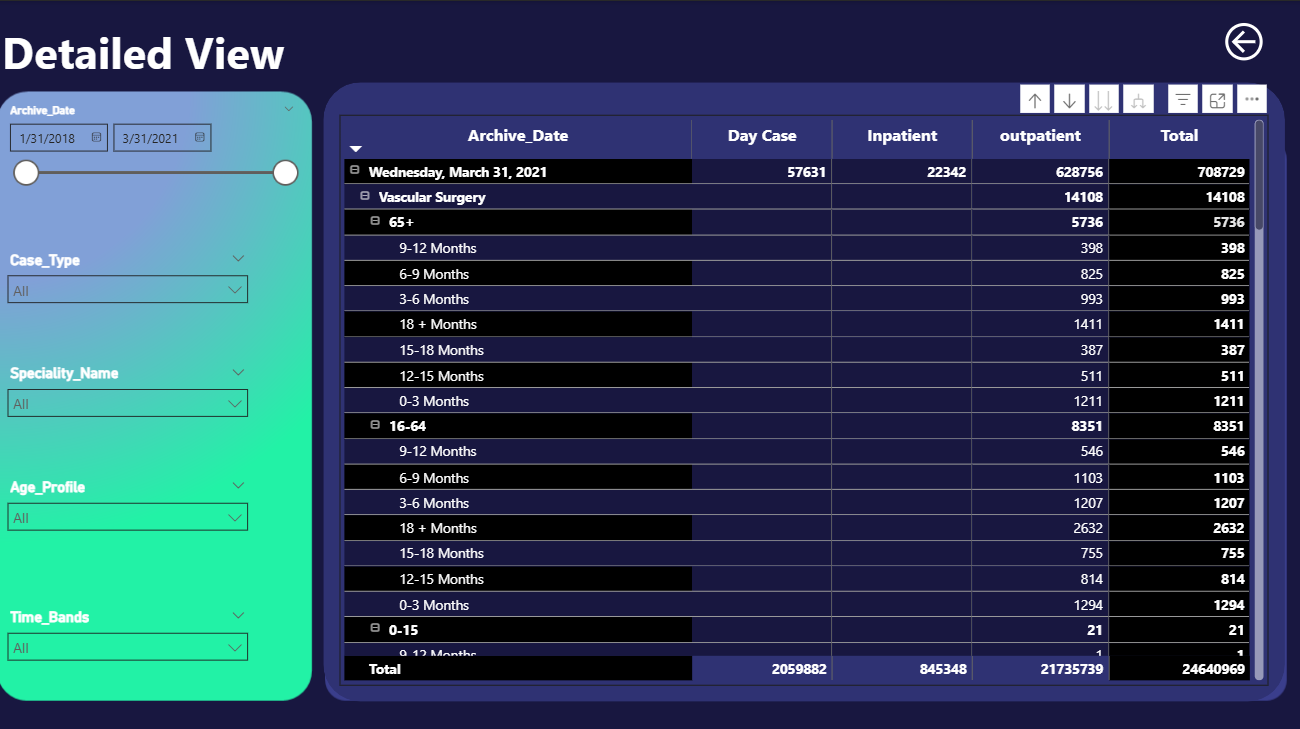 Detailed View
Archive_Date
1/31/2018 3/31/2021
Case_Type
All
Speciality_Name
All
Age_Profile
All
Time_Bands
All
Archive_Date Day Case Inpatient outpatient Total
Wednesday, March 31, 2021 57631 22342 628756 708729
Vascular Surgery 14108 14108
65+ 5736 5736
9-12 Months 398 398
6-9 Months 825 825
3-6 Months 993 993
18 + Months 1411 1411
15-18 Months 387 387
12-15 Months 511 511
0-3 Months 1211 1211
16-64 8351 8351
9-12 Months 546 546
6-9 Months 1103 1103
3-6 Months 1207 1207
18 + Months 2632 2632
15-18 Months 755 755
12-15 Months 814 814
0-3 Months 1294 1294
0-15 21 21
9-12 Months 1 1
Total 2059882 845348 21735739 24640969